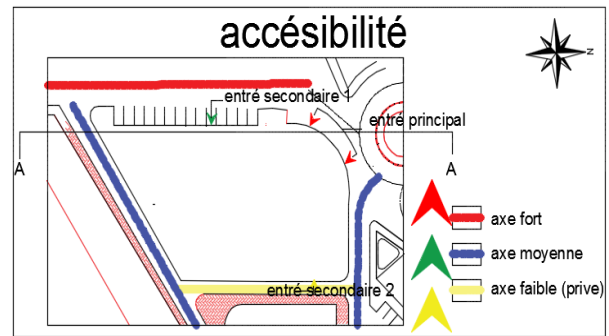 accésibilité
N
entré secondaire 1
entré principal
A
A
axe fort
axe moyenne
entré secondaire 2
axe faible (prive)